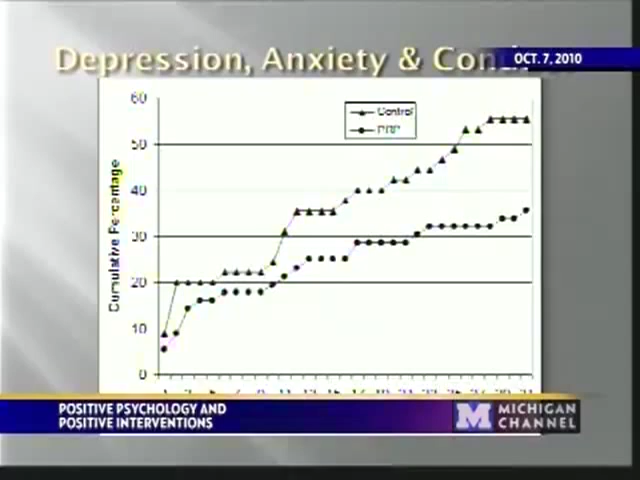 Depression, Anxiety &
OCT. 7, 2010
60
50
40
30
20
10
0
Cumulative Percentage
Control
PRP
POSITIVE PSYCHOLOGY AND
POSITIVE INTERVENTIONS
M MICHIGAN
CHANNEL